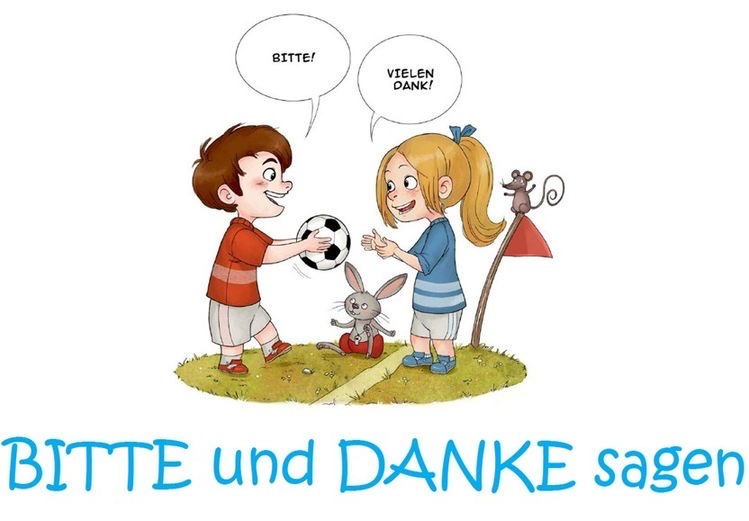 BITTE!
VIELEN
DANK!
BITTE und DANKE sagen